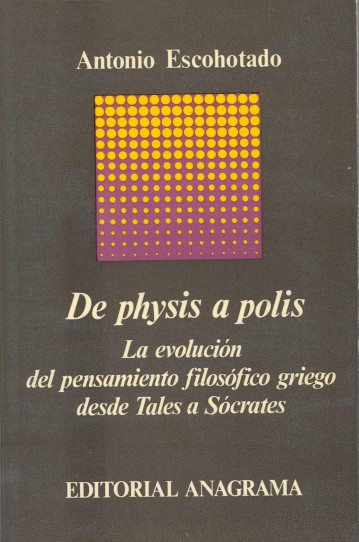 Antonio Escohotado
De physis a polis
La evolución
del pensamiento filosófico griego
desde Tales a Sócrates
EDITORIAL ANAGRAMA